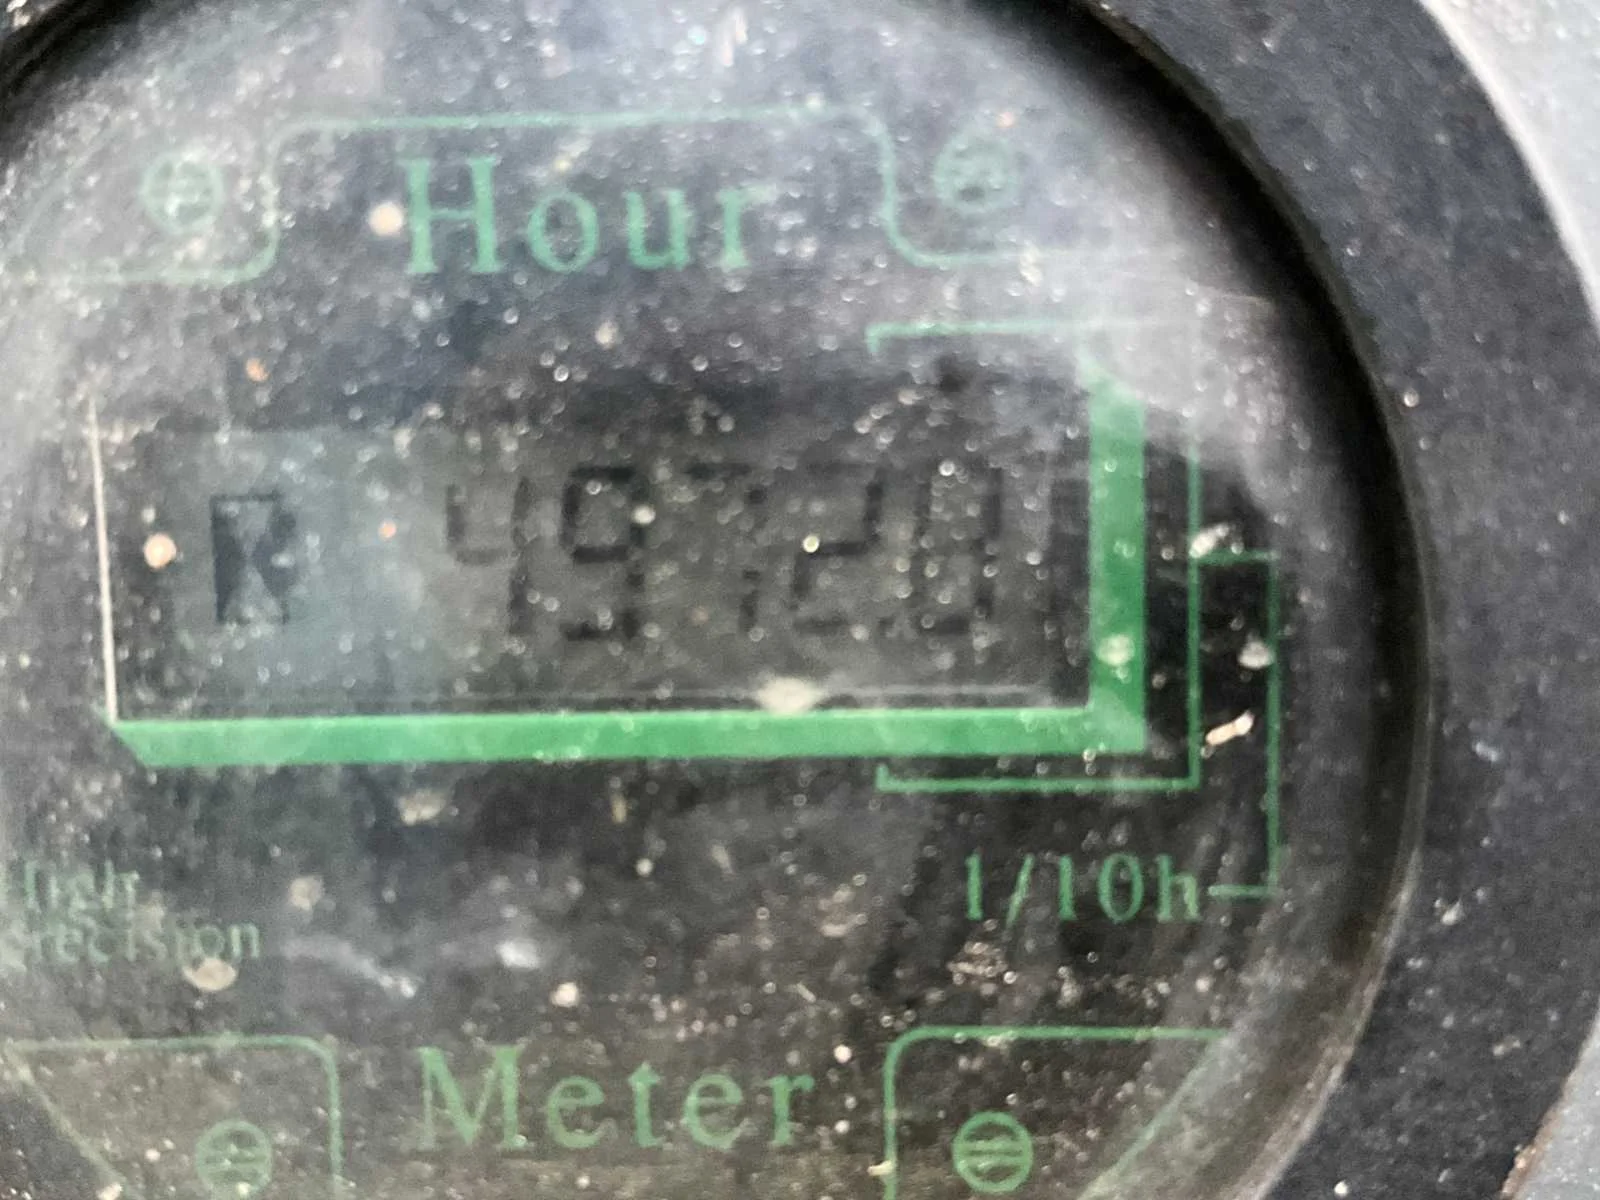 Hour
4972.0
1/10h
High
Precision
Meter